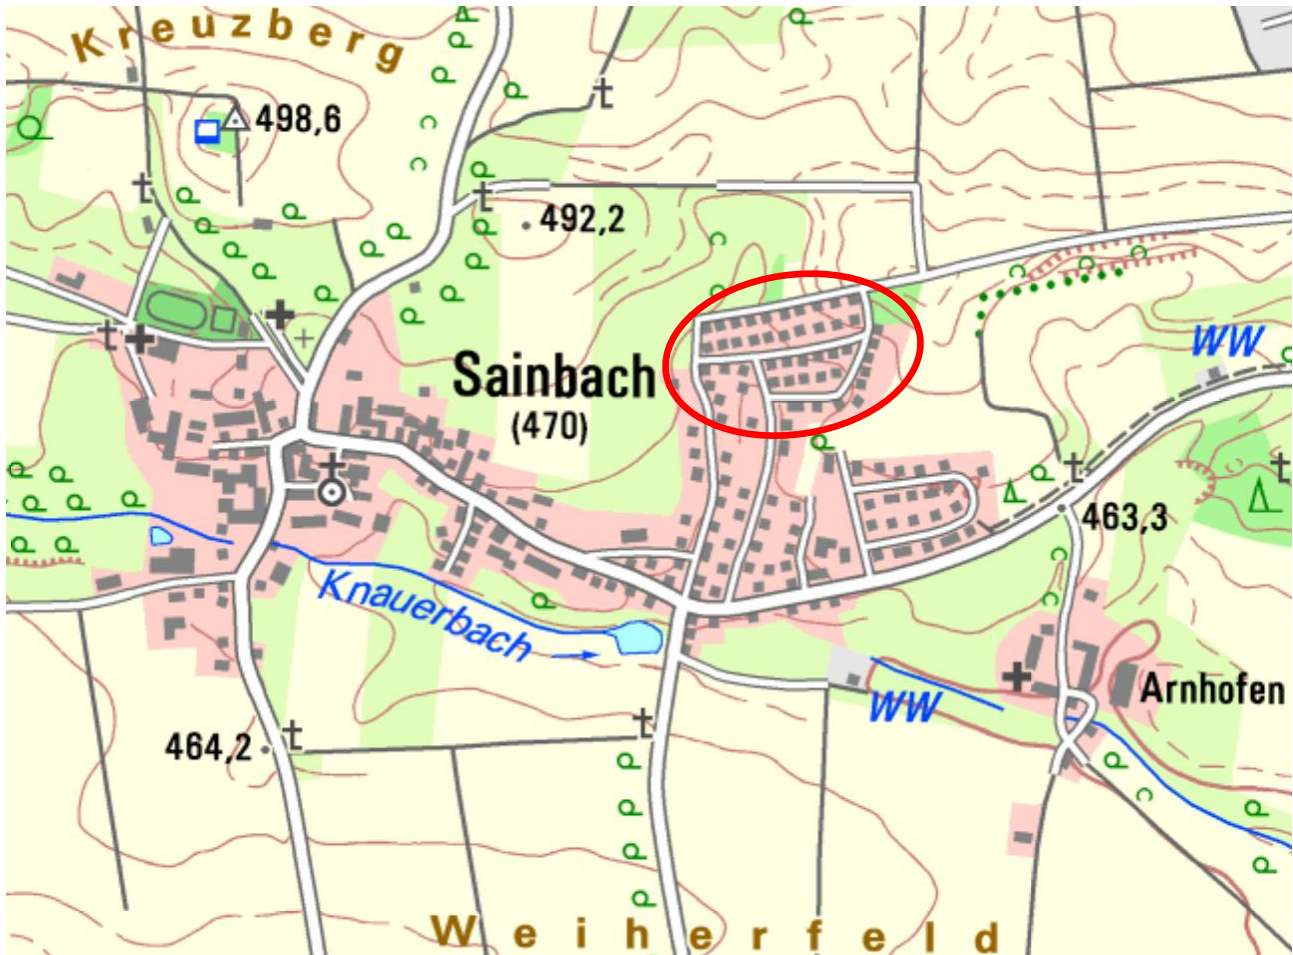 Kreuzberg
498,6
492,2
WW
Sainbach
(470)
463,3
Knauerbach
Arnhofen
WW
464,2
Weiherfeld